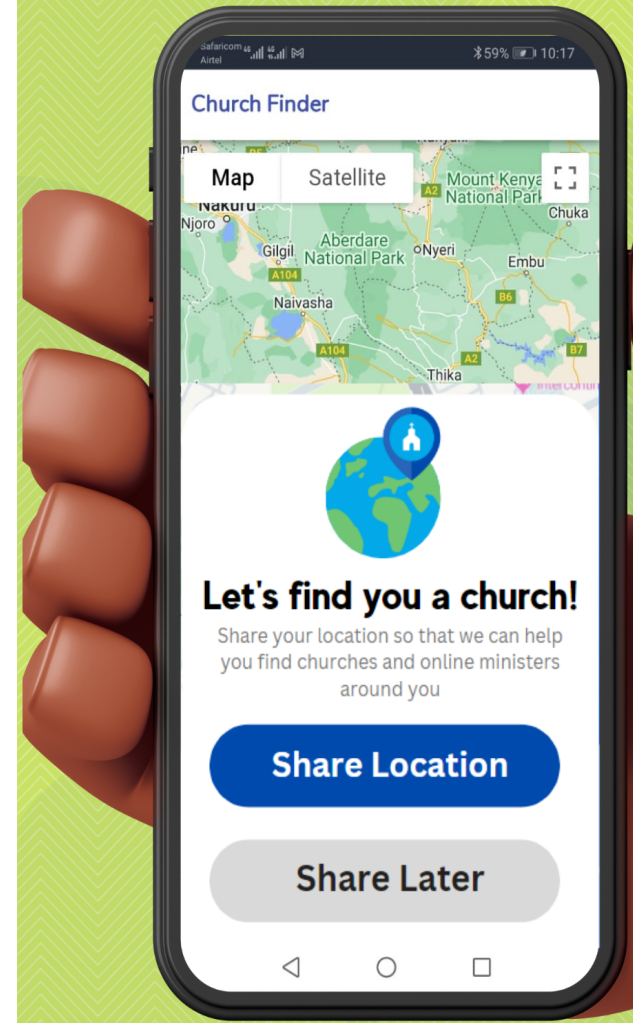 Safaricom 4G 4G
Airtel
59% 10:17
Church Finder
Map Satellite
Mount Kenya
National Park
A2
Nakuru
Njoro
Chuka
Aberdare
National Park
Gilgil
Nyeri
Embu
A104
Naivasha
B6
A104
A2
B7
Thika
Let's find you a church!
Share your location so that we can help
you find churches and online ministers
around you
Share Location
Share Later